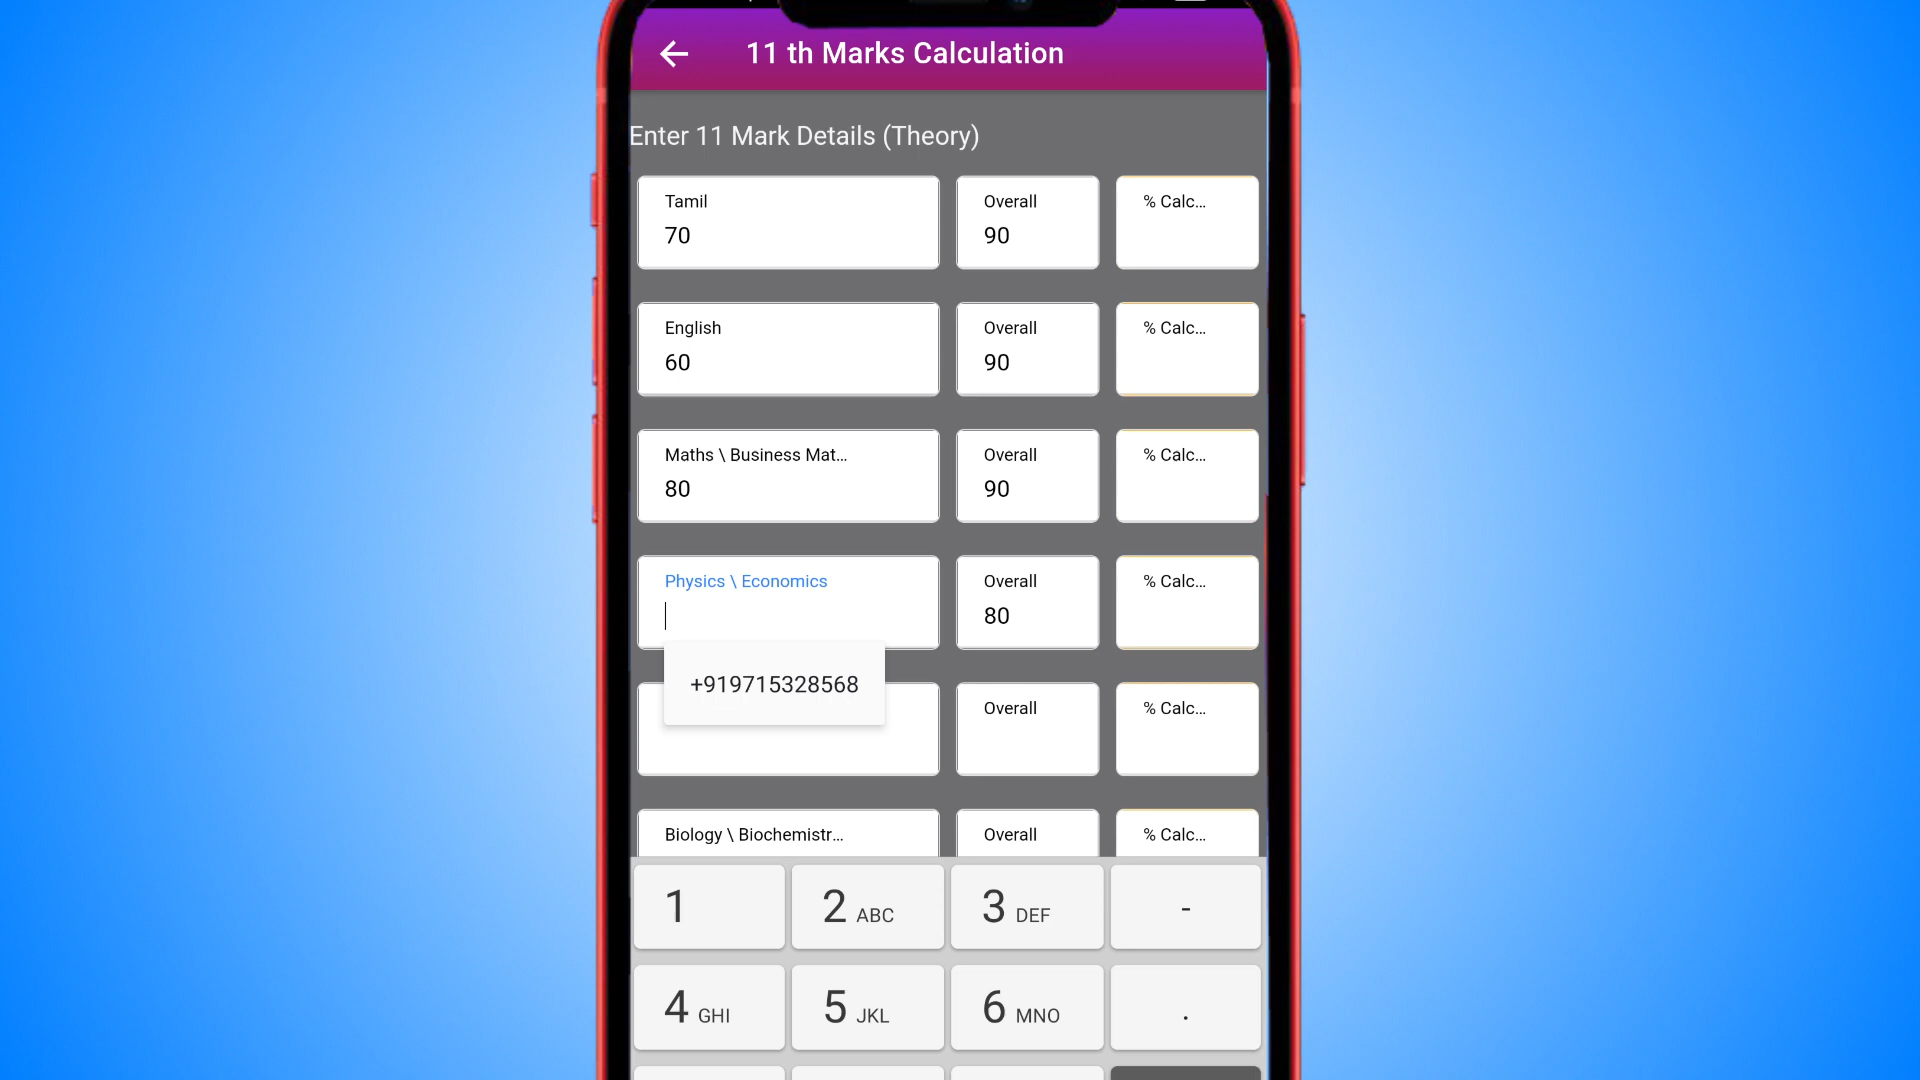 11 th Marks Calculation
Enter 11 Mark Details (Theory)
Tamil Overall % Calc...
70 90
English Overall % Calc...
60 90
Maths \ Business Mat... Overall % Calc...
80 90
Physics \ Economics Overall % Calc...
80
+919715328568
Overall % Calc...
Biology \ Biochemistr... Overall % Calc...
1 2 ABC 3 DEF -
4 GHI 5 JKL 6 MNO .